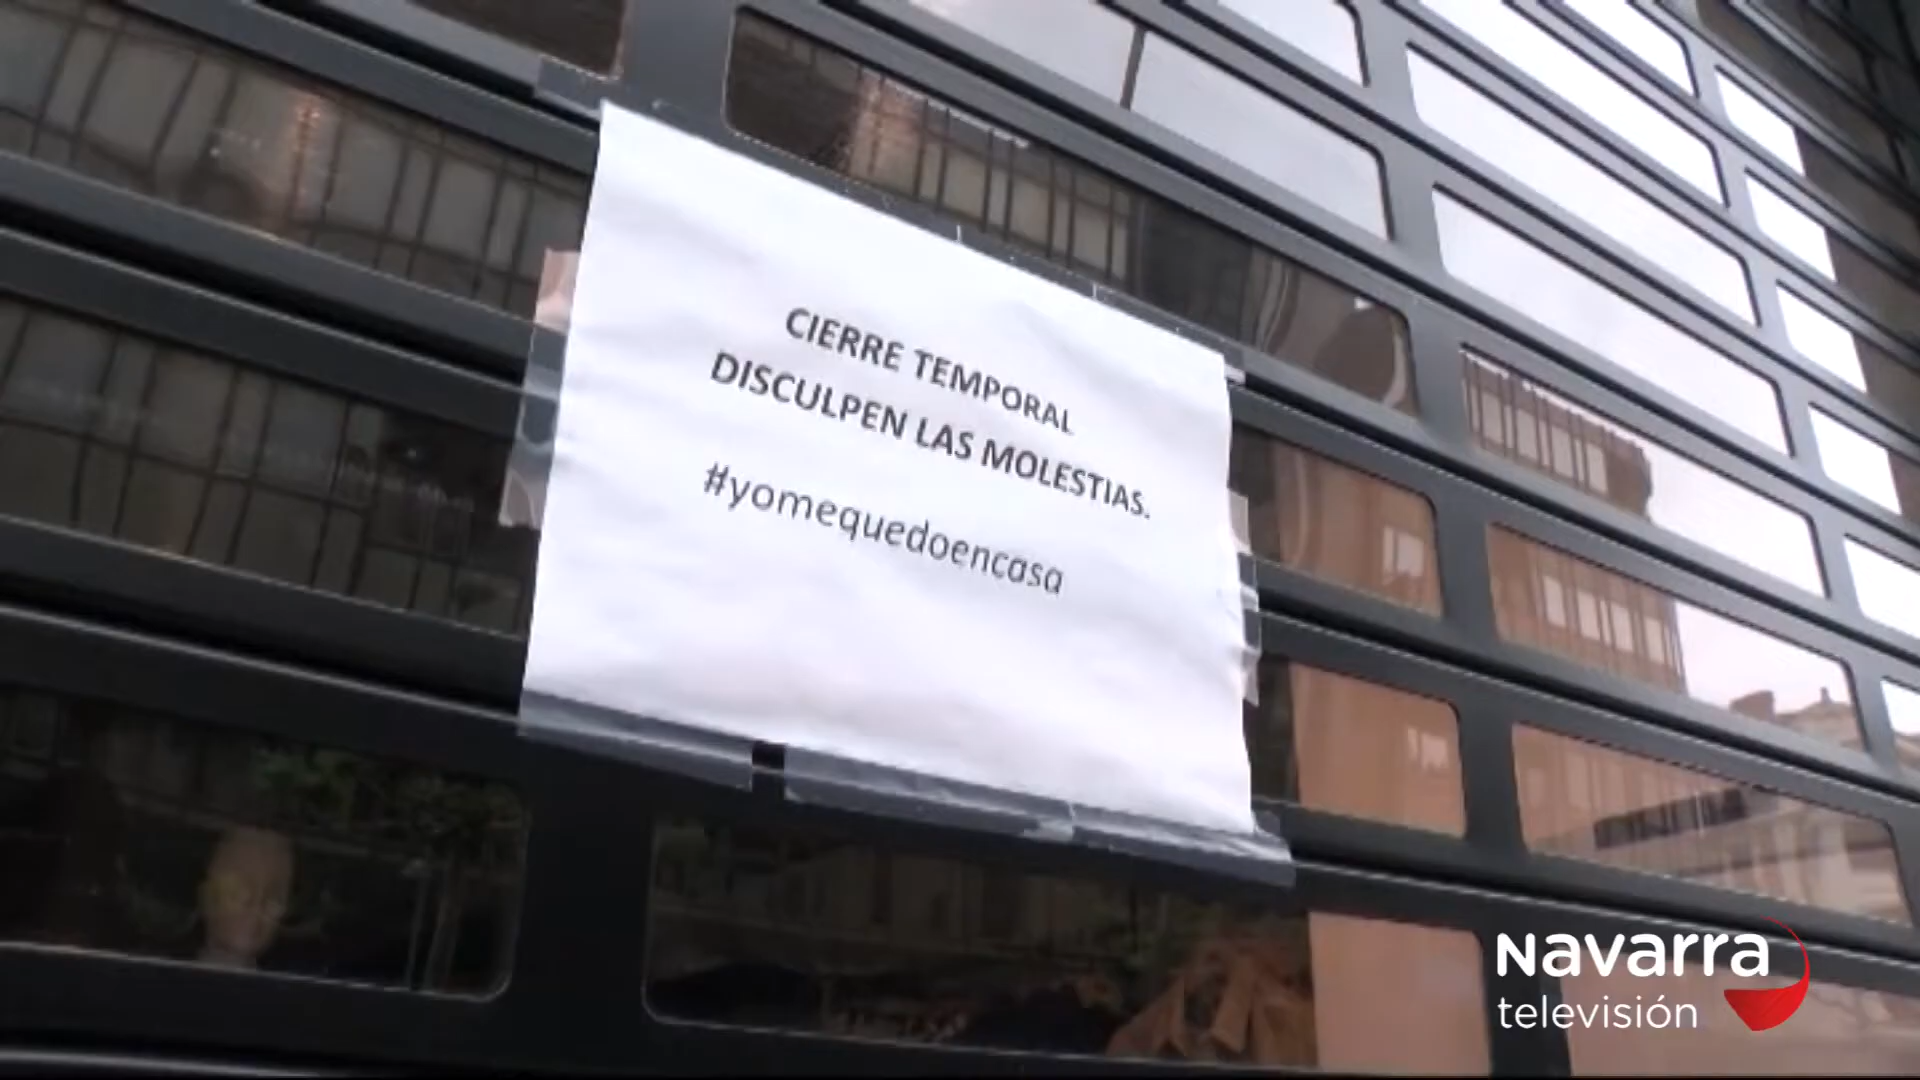 CIERRE TEMPORAL
DISCULPEN LAS MOLESTIAS.
#yomequedoencasa
Navarra
televisión